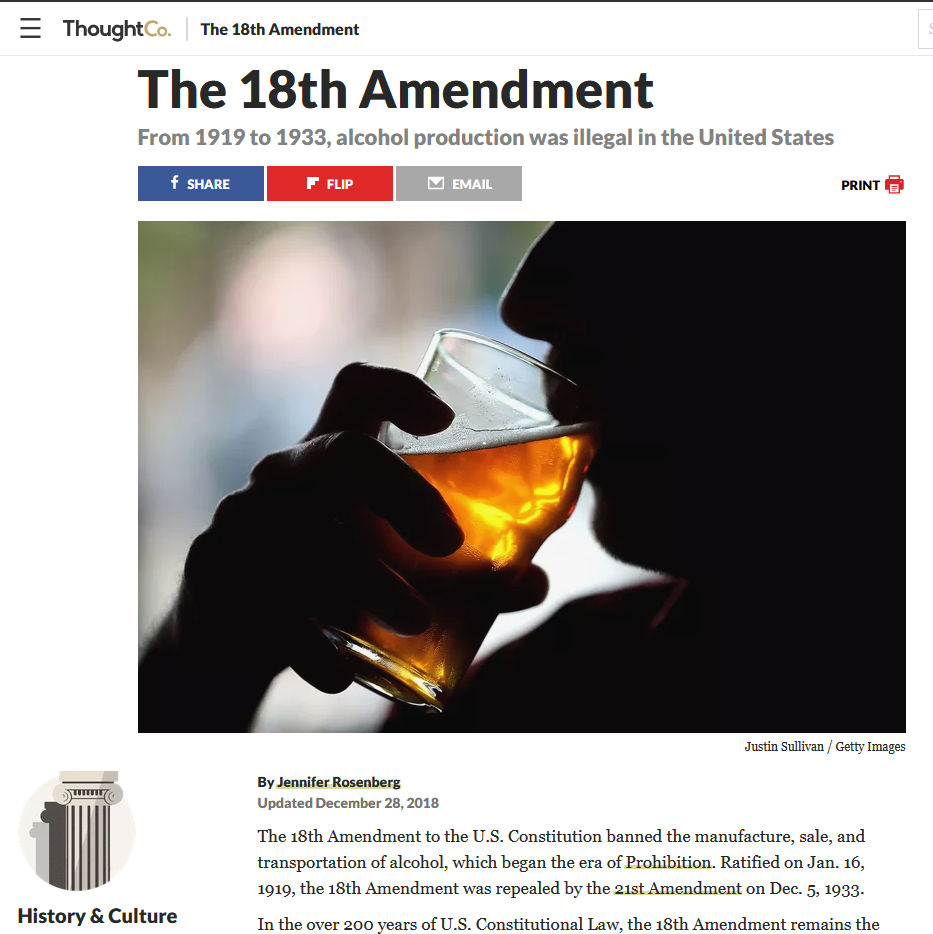 ThoughtCo. The 18th Amendment
The 18th Amendment
From 1919 to 1933, alcohol production was illegal in the United States
SHARE FLIP EMAIL PRINT
Justin Sullivan / Getty Images
By Jennifer Rosenberg
Updated December 28, 2018
The 18th Amendment to the U.S. Constitution banned the manufacture, sale, and
transportation of alcohol, which began the era of Prohibition. Ratified on Jan. 16,
1919, the 18th Amendment was repealed by the 21st Amendment on Dec. 5, 1933.
History & Culture
In the over 200 years of U.S. Constitutional Law, the 18th Amendment remains the